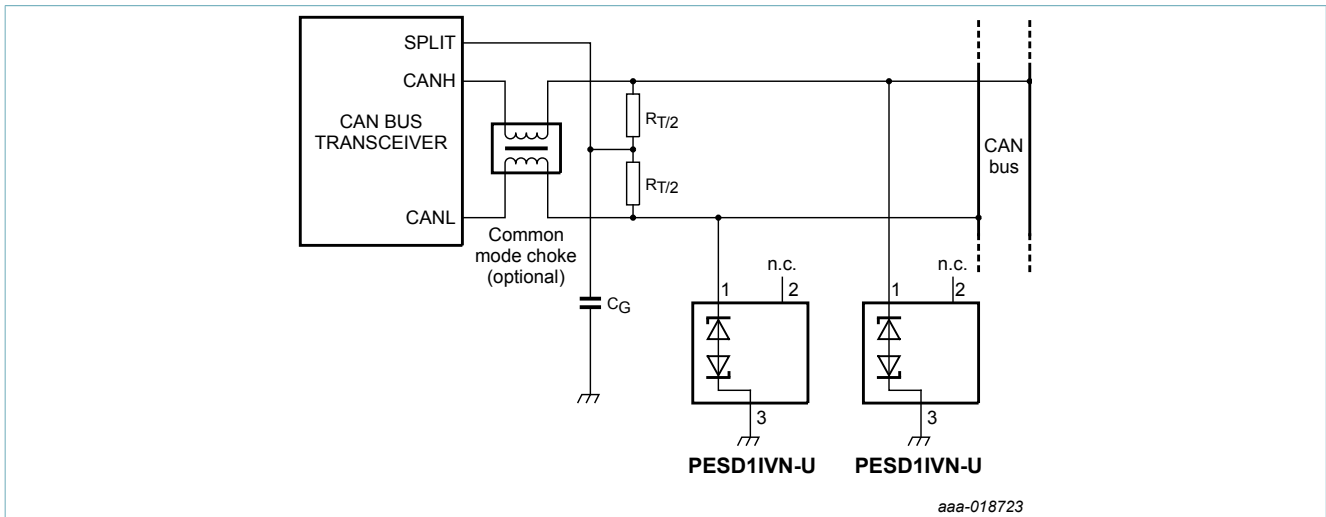 SPLIT
CANH
CAN BUS
TRANSCEIVER
CANL
Common
mode choke
(optional)
RT/2
RT/2
CG
CAN
bus
n.c.
1
2
3
PESD1IVN-U
n.c.
1
2
3
PESD1IVN-U
aaa-018723